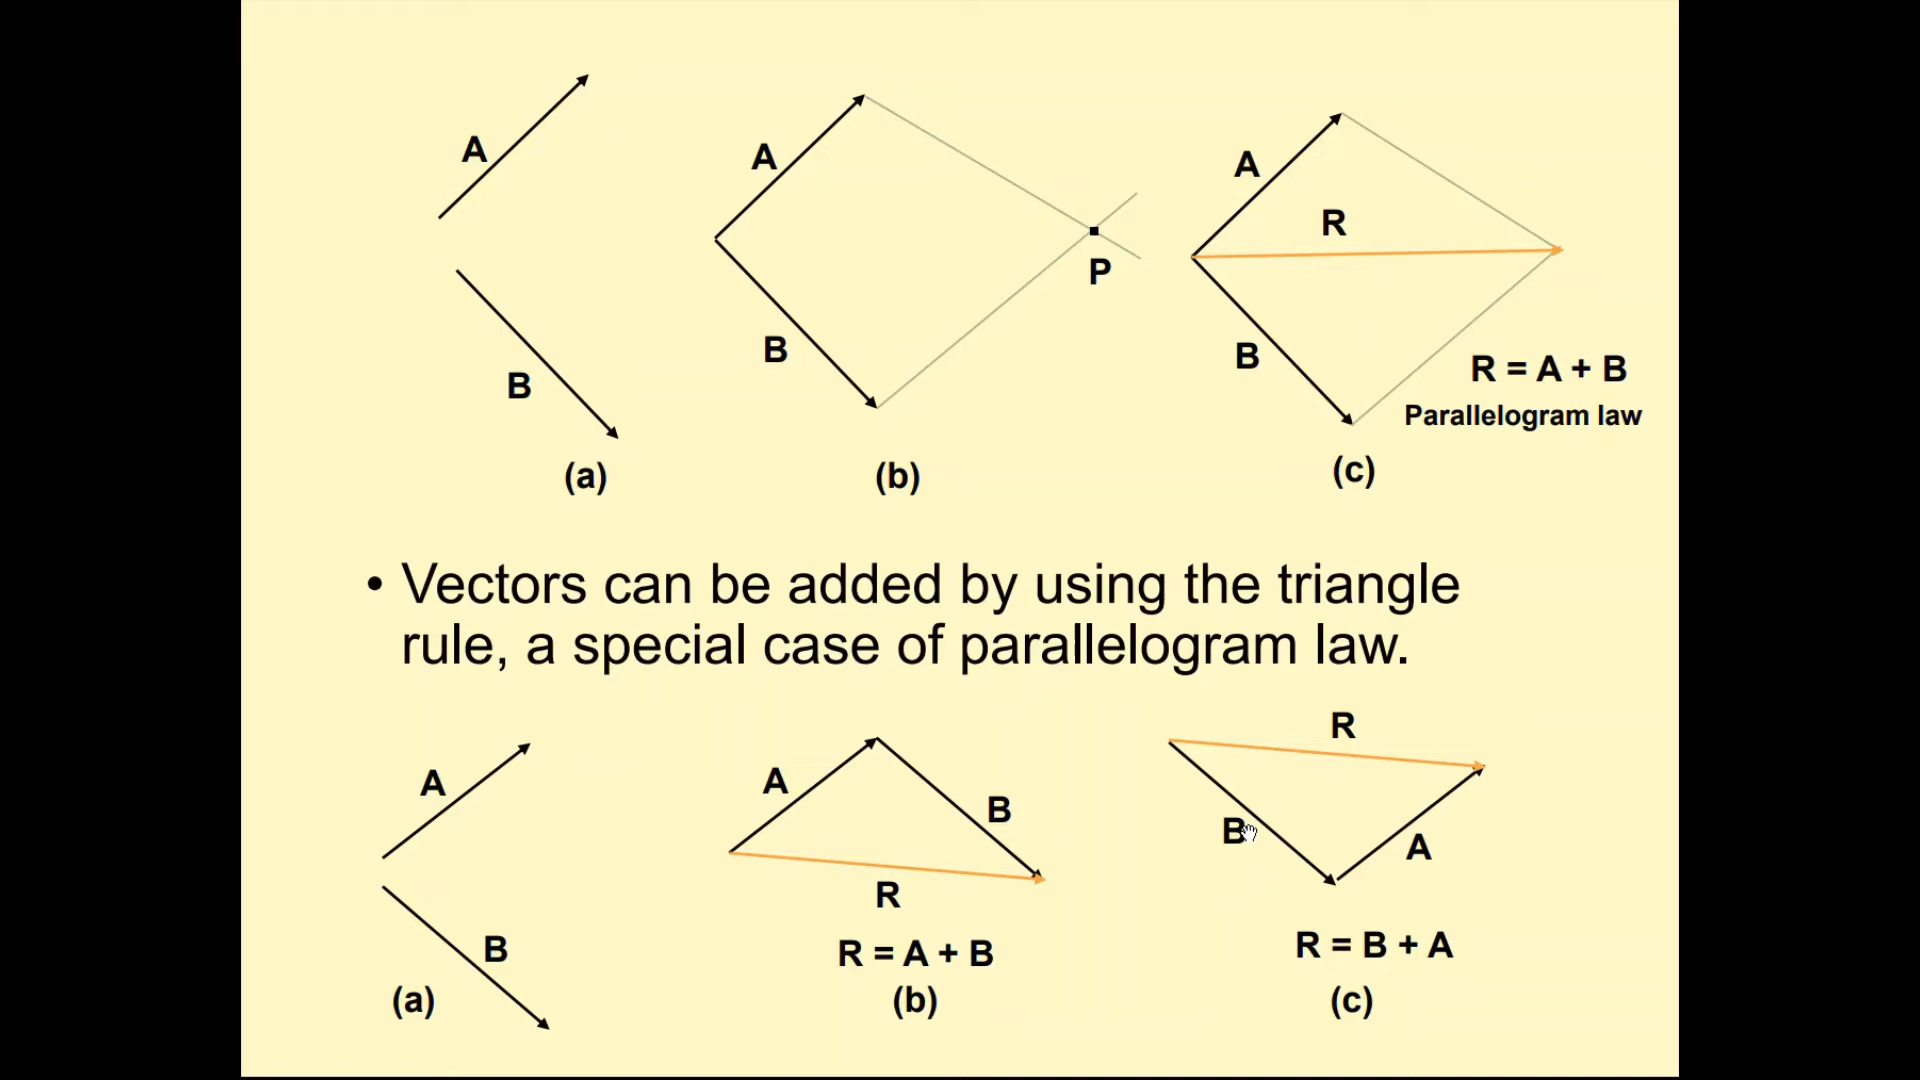 A
B
(a)
A
B
P
(b)
A
R
B
R = A + B
Parallelogram law
(c)
• Vectors can be added by using the triangle
rule, a special case of parallelogram law.
A
B
(a)
A
B
R
R = A + B
(b)
R
B
A
R = B + A
(c)